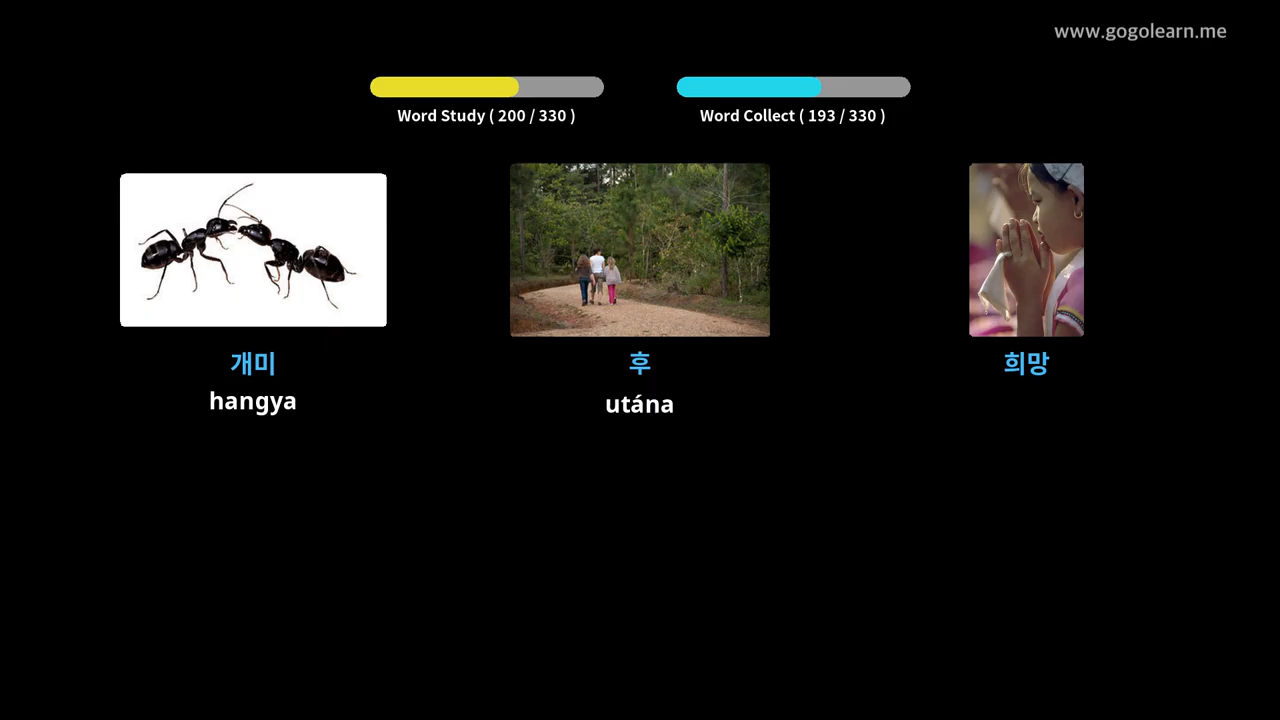 www.gogolearn.me
Word Study ( 200 / 330 )
Word Collect ( 193 / 330 )
개미
hangya
후
utána
희망